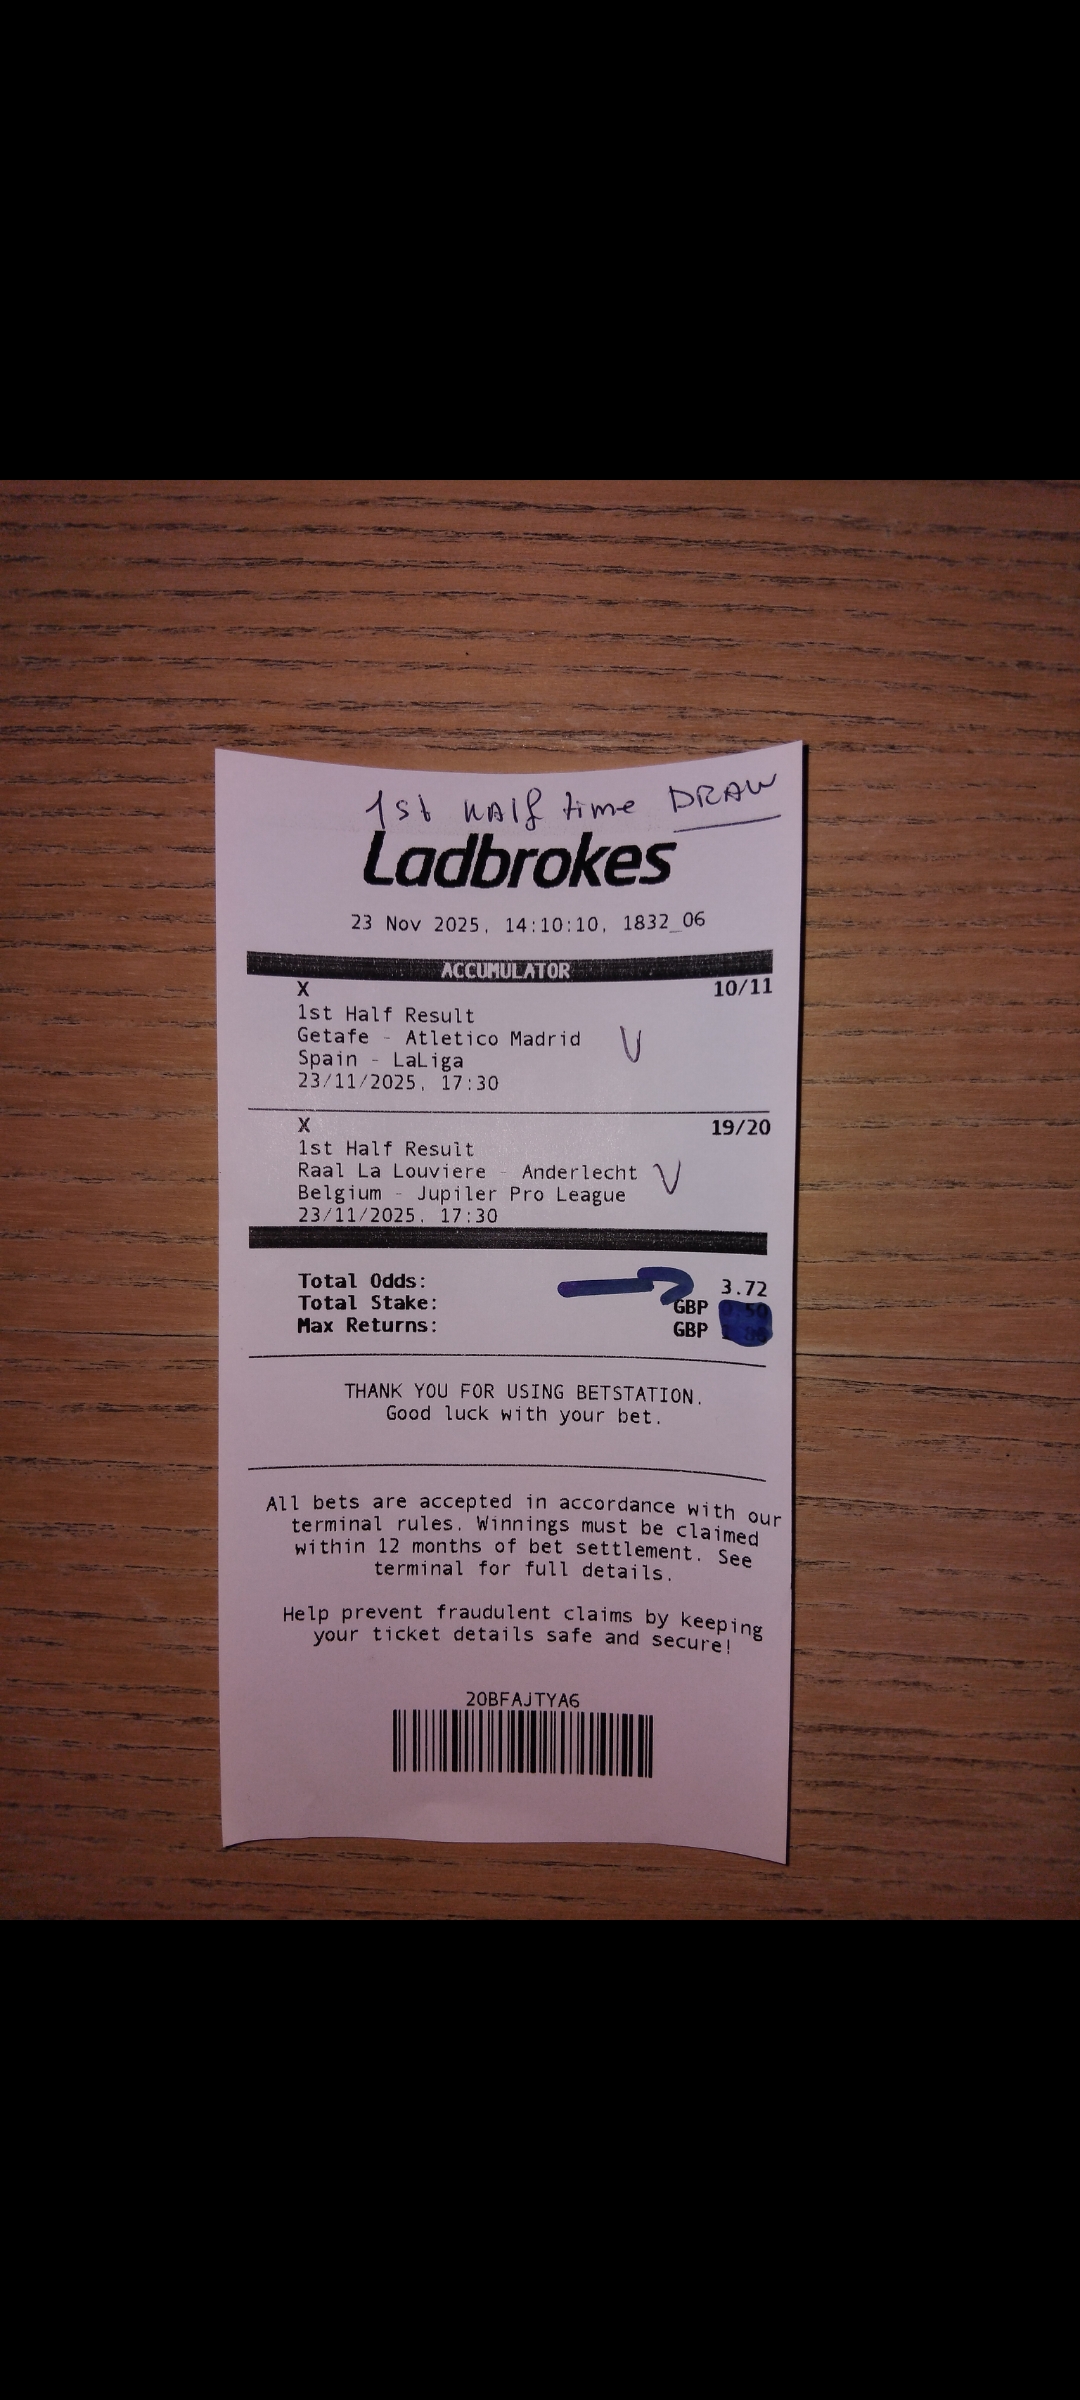 1st HAlf time DRAW
Ladbrokes
23 Nov 2025, 14:10:10, 1832_06
ACCUMULATOR
X 10/11
1st Half Result
Getafe - Atletico Madrid V
Spain - LaLiga
23/11/2025, 17:30
X 19/20
1st Half Result
Raal La Louviere - Anderlecht V
Belgium - Jupiler Pro League
23/11/2025, 17:30
Total Odds: 3.72
Total Stake: GBP
Max Returns: GBP
THANK YOU FOR USING BETSTATION.
Good luck with your bet.
All bets are accepted in accordance with our
terminal rules. Winnings must be claimed
within 12 months of bet settlement. See
terminal for full details.
Help prevent fraudulent claims by keeping
your ticket details safe and secure!
20BFAJTYA6